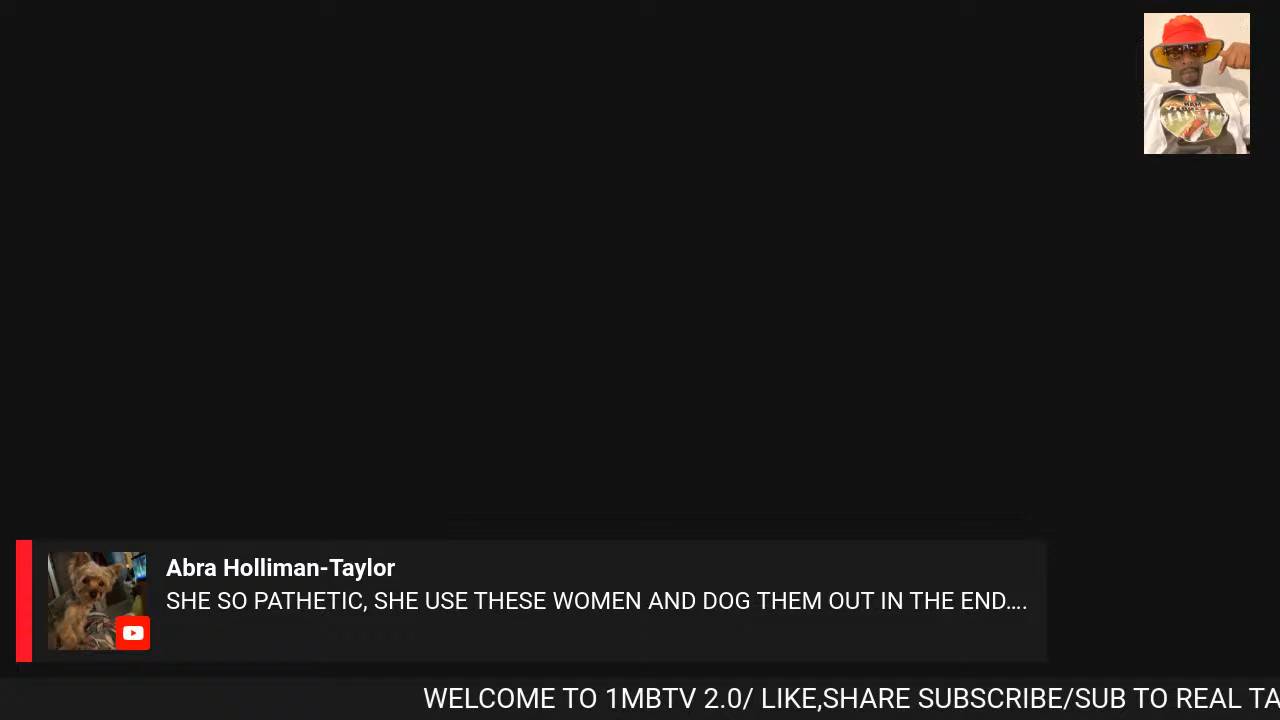 Abra Holliman-Taylor
SHE SO PATHETIC, SHE USE THESE WOMEN AND DOG THEM OUT IN THE END....
WELCOME TO 1MBTV 2.0/ LIKE,SHARE SUBSCRIBE/SUB TO REAL TA